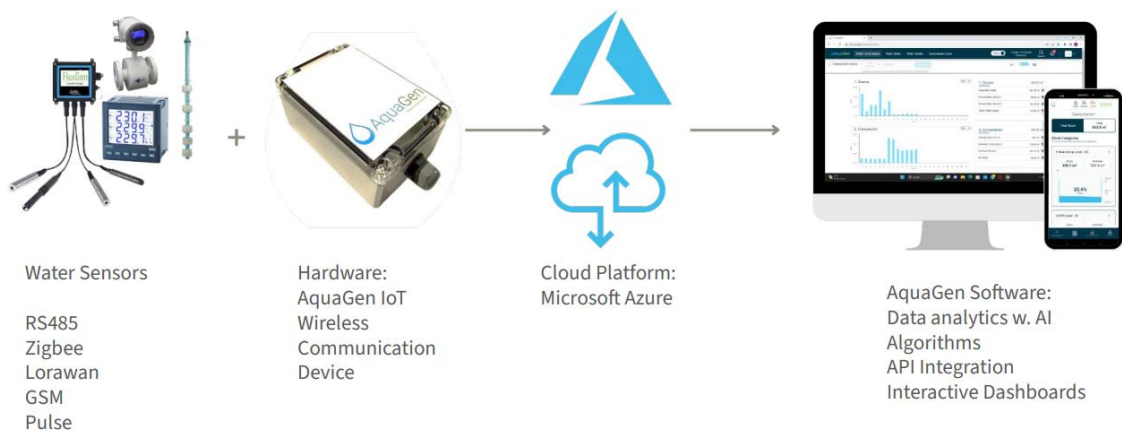 FluxGen
AquaGen
Water Sensors
RS485
Zigbee
Lorawan
GSM
Pulse
Hardware:
AquaGen IoT
Wireless
Communication
Device
Cloud Platform:
Microsoft Azure
AquaGen Software:
Data analytics w. AI
Algorithms
API Integration
Interactive Dashboards